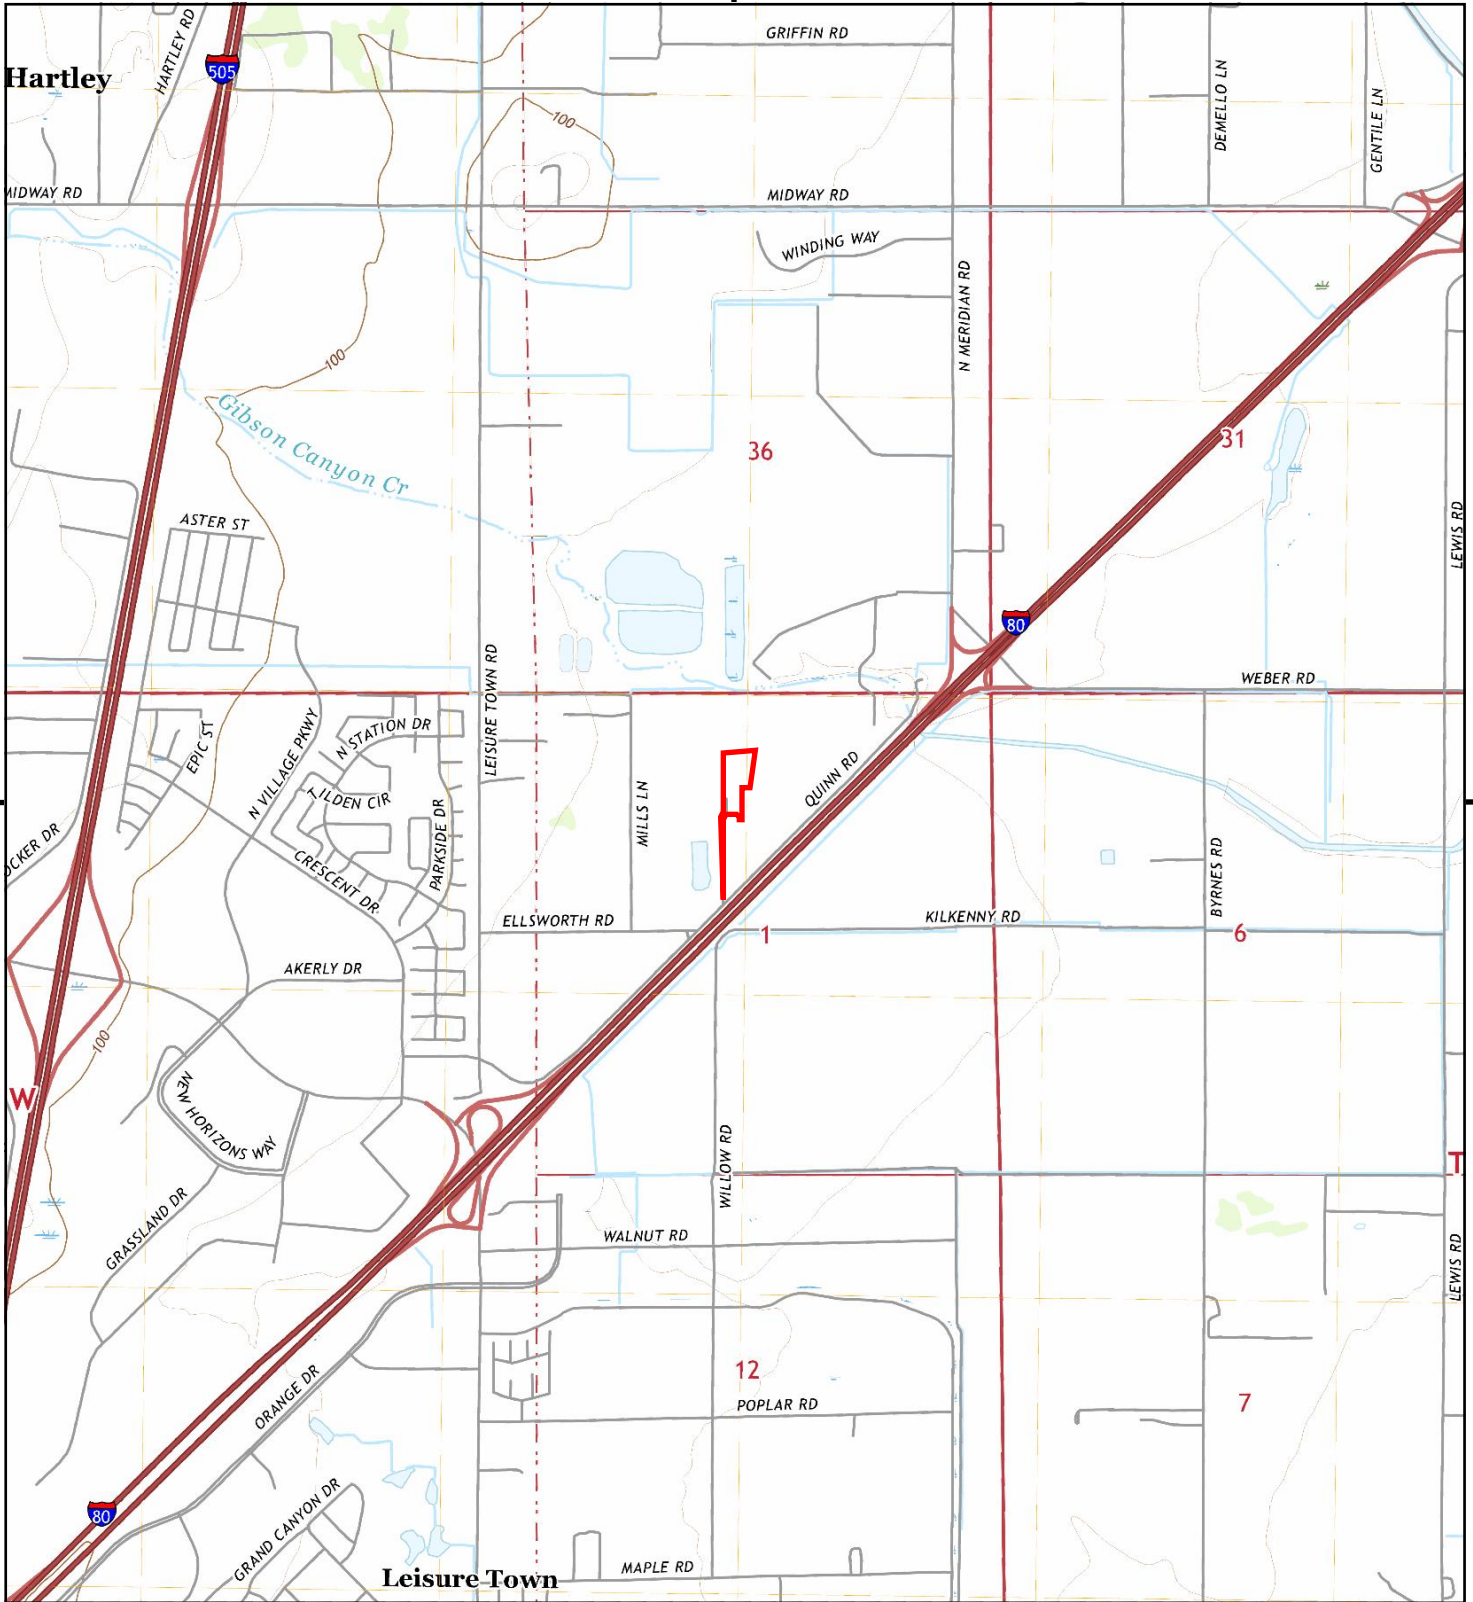 GRIFFIN RD
HARTLEY RD
505
Hartley
DEMELLO LN
GENTILE LN
100
MIDWAY RD
MIDWAY RD
WINDING WAY
N MERIDIAN RD
100
Gibson Canyon Cr
36
31
ASTER ST
LEWIS RD
80
LEISURE TOWN RD
WEBER RD
EPIC ST
N VILLAGE PKWY
N STATION DR
QUINN RD
MILLS LN
PARKSIDE DR
OCKER DR
CRESCENT DR
BYRNES RD
ELLSWORTH RD
KILKENNY RD
1
6
AKERLY DR
100
W
NEW HORIZONS WAY
WILLOW RD
T
GRASSLAND DR
WALNUT RD
LEWIS RD
12
7
ORANGE DR
POPLAR RD
80
GRAND CANYON DR
MAPLE RD
Leisure Town